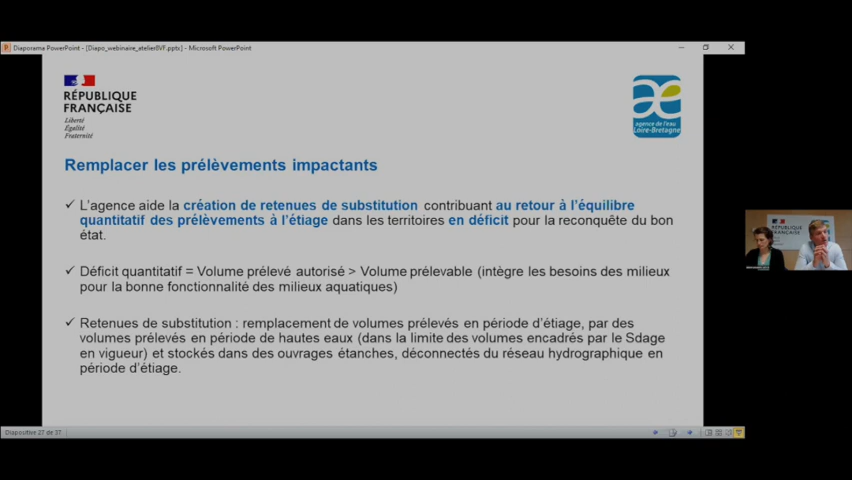 Diaporama PowerPoint - [Diapo_webinaire_atelierBVF.pptx] - Microsoft PowerPoint
RÉPUBLIQUE
FRANÇAISE
Liberté
Égalité
Fraternité
agence de l'eau
Loire-Bretagne
Remplacer les prélèvements impactants
✓ L'agence aide la création de retenues de substitution contribuant au retour à l'équilibre
quantitatif des prélèvements à l'étiage dans les territoires en déficit pour la reconquête du bon
état.
✓ Déficit quantitatif = Volume prélevé autorisé > Volume prélevable (intègre les besoins des milieux
pour la bonne fonctionnalité des milieux aquatiques)
✓ Retenues de substitution : remplacement de volumes prélevés en période d'étiage, par des
volumes prélevés en période de hautes eaux (dans la limite des volumes encadrés par le Sdage
en vigueur) et stockés dans des ouvrages étanches, déconnectés du réseau hydrographique en
période d'étiage.
Diapositive 27 de 37
RÉPUBLIQUE
FRANÇAISE